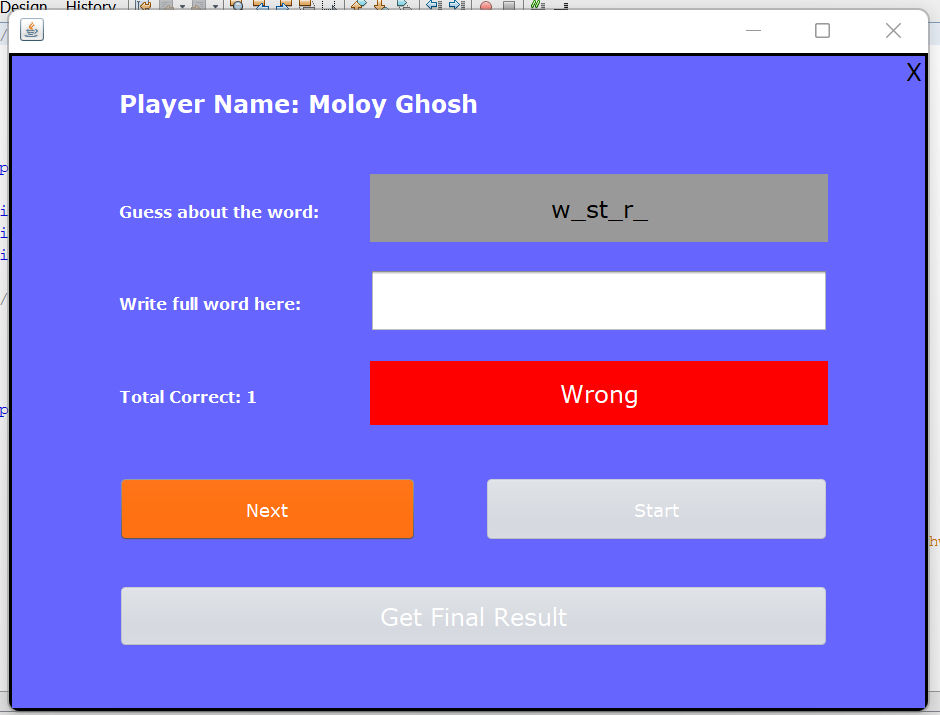 Design History
X
Player Name: Moloy Ghosh
Guess about the word: w_st_r_
Write full word here:
Total Correct: 1 Wrong
Next Start
Get Final Result